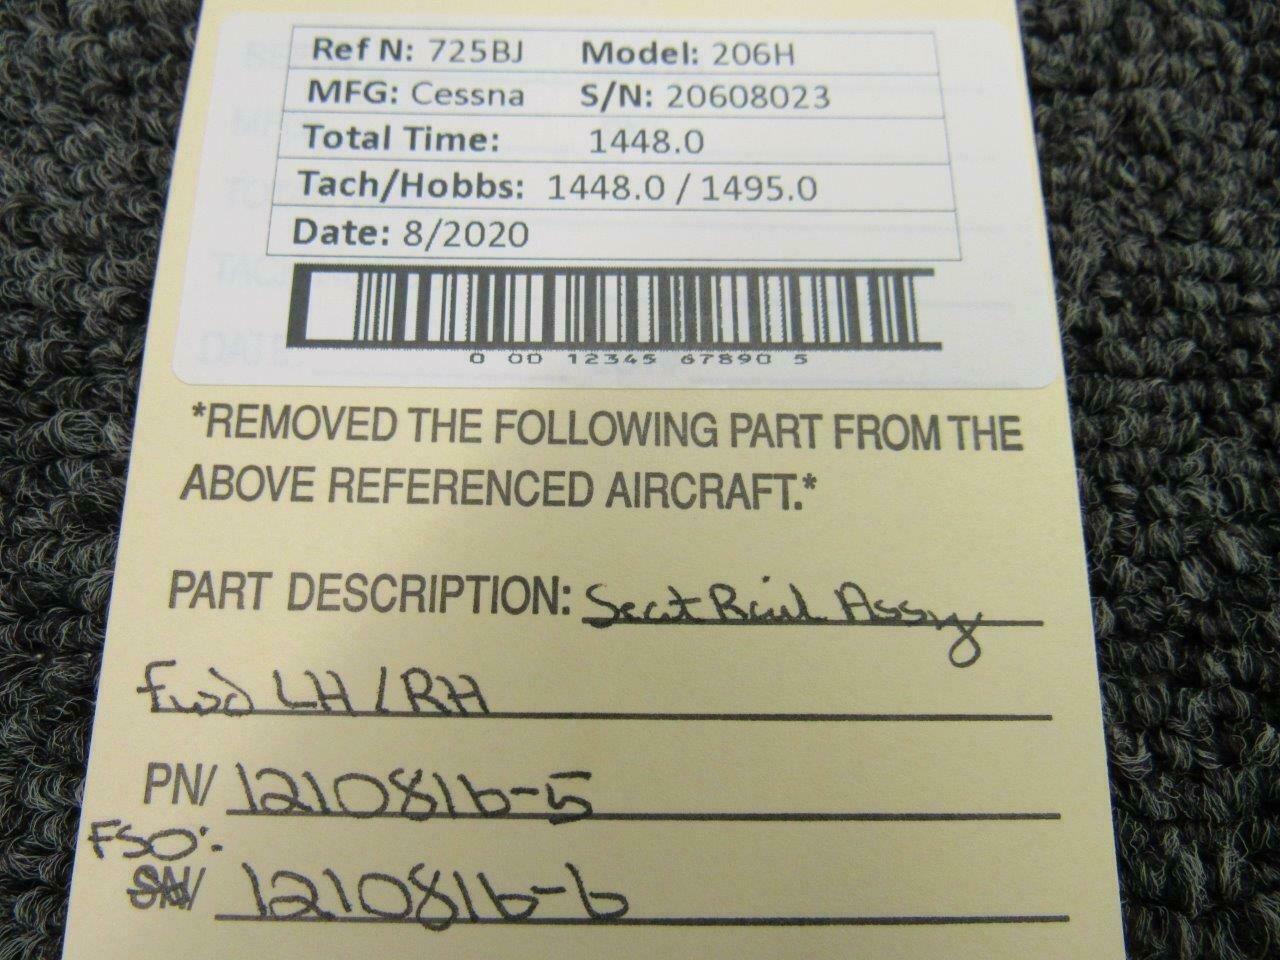 Ref N: 725BJ Model: 206H
MFG: Cessna S/N: 20608023
Total Time: 1448.0
Tach/Hobbs: 1448.0 / 1495.0
Date: 8/2020
0 00 12345 67890 5
*REMOVED THE FOLLOWING PART FROM THE
ABOVE REFERENCED AIRCRAFT.*
PART DESCRIPTION: Seat Rail Assy
Fwd LH/RH
PN/ 1210816-5
FSO:
SN/ 1210816-6